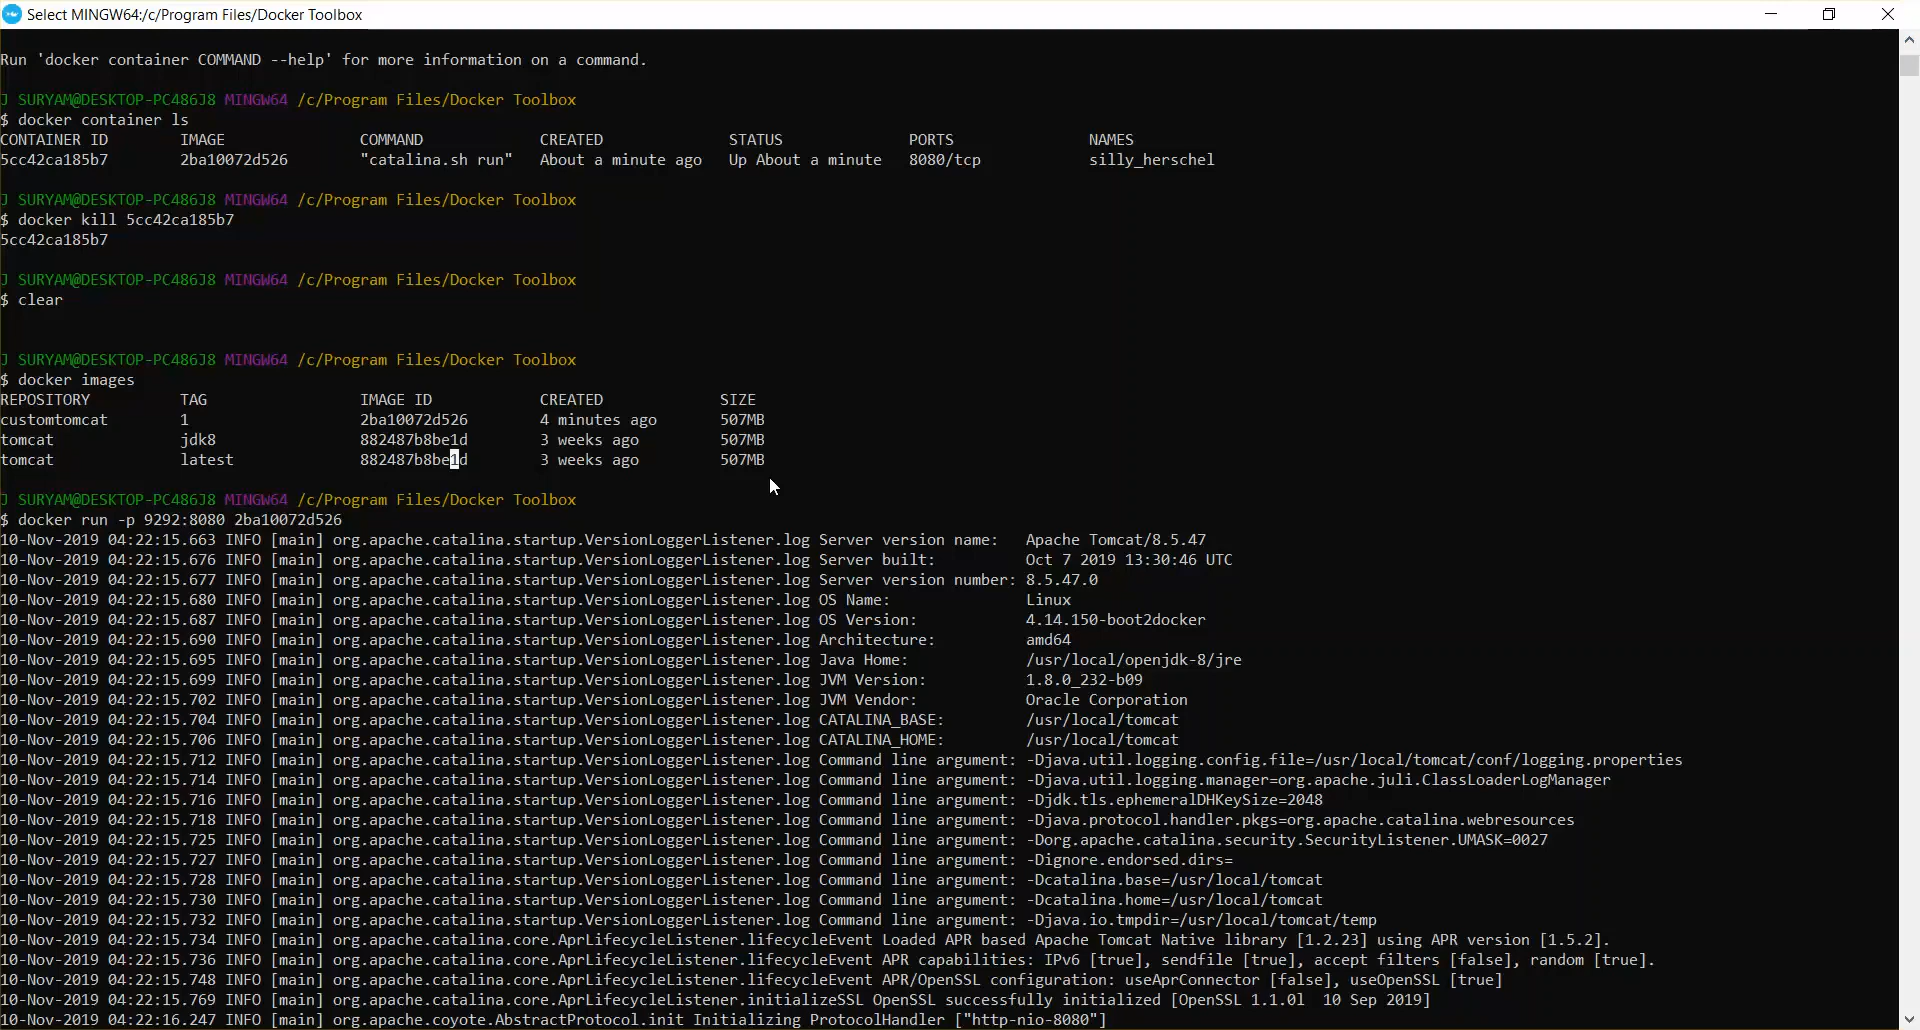 Select MINGW64:/c/Program Files/Docker Toolbox
Run 'docker container COMMAND --help' for more information on a command.
J SURYAM@DESKTOP-PC486J8 MINGW64 /c/Program Files/Docker Toolbox
$ docker container ls
CONTAINER ID IMAGE COMMAND CREATED STATUS PORTS NAMES
5cc42ca185b7 2ba10072d526 "catalina.sh run" About a minute ago Up About a minute 8080/tcp silly_herschel
J SURYAM@DESKTOP-PC486J8 MINGW64 /c/Program Files/Docker Toolbox
$ docker kill 5cc42ca185b7
5cc42ca185b7
J SURYAM@DESKTOP-PC486J8 MINGW64 /c/Program Files/Docker Toolbox
$ clear
J SURYAM@DESKTOP-PC486J8 MINGW64 /c/Program Files/Docker Toolbox
$ docker images
REPOSITORY TAG IMAGE ID CREATED SIZE
customtomcat 1 2ba10072d526 4 minutes ago 507MB
tomcat jdk8 882487b8be1d 3 weeks ago 507MB
tomcat latest 882487b8be1d 3 weeks ago 507MB
J SURYAM@DESKTOP-PC486J8 MINGW64 /c/Program Files/Docker Toolbox
$ docker run -p 9292:8080 2ba10072d526
10-Nov-2019 04:22:15.663 INFO [main] org.apache.catalina.startup.VersionLoggerListener.log Server version name: Apache Tomcat/8.5.47
10-Nov-2019 04:22:15.676 INFO [main] org.apache.catalina.startup.VersionLoggerListener.log Server built: Oct 7 2019 13:30:46 UTC
10-Nov-2019 04:22:15.677 INFO [main] org.apache.catalina.startup.VersionLoggerListener.log Server version number: 8.5.47.0
10-Nov-2019 04:22:15.680 INFO [main] org.apache.catalina.startup.VersionLoggerListener.log OS Name: Linux
10-Nov-2019 04:22:15.687 INFO [main] org.apache.catalina.startup.VersionLoggerListener.log OS Version: 4.14.150-boot2docker
10-Nov-2019 04:22:15.690 INFO [main] org.apache.catalina.startup.VersionLoggerListener.log Architecture: amd64
10-Nov-2019 04:22:15.695 INFO [main] org.apache.catalina.startup.VersionLoggerListener.log Java Home: /usr/local/openjdk-8/jre
10-Nov-2019 04:22:15.699 INFO [main] org.apache.catalina.startup.VersionLoggerListener.log JVM Version: 1.8.0_232-b09
10-Nov-2019 04:22:15.702 INFO [main] org.apache.catalina.startup.VersionLoggerListener.log JVM Vendor: Oracle Corporation
10-Nov-2019 04:22:15.704 INFO [main] org.apache.catalina.startup.VersionLoggerListener.log CATALINA_BASE: /usr/local/tomcat
10-Nov-2019 04:22:15.706 INFO [main] org.apache.catalina.startup.VersionLoggerListener.log CATALINA_HOME: /usr/local/tomcat
10-Nov-2019 04:22:15.712 INFO [main] org.apache.catalina.startup.VersionLoggerListener.log Command line argument: -Djava.util.logging.config.file=/usr/local/tomcat/conf/logging.properties
10-Nov-2019 04:22:15.714 INFO [main] org.apache.catalina.startup.VersionLoggerListener.log Command line argument: -Djava.util.logging.manager=org.apache.juli.ClassLoaderLogManager
10-Nov-2019 04:22:15.716 INFO [main] org.apache.catalina.startup.VersionLoggerListener.log Command line argument: -Djdk.tls.ephemeralDHKeySize=2048
10-Nov-2019 04:22:15.718 INFO [main] org.apache.catalina.startup.VersionLoggerListener.log Command line argument: -Djava.protocol.handler.pkgs=org.apache.catalina.webresources
10-Nov-2019 04:22:15.725 INFO [main] org.apache.catalina.startup.VersionLoggerListener.log Command line argument: -Dorg.apache.catalina.security.SecurityListener.UMASK=0027
10-Nov-2019 04:22:15.727 INFO [main] org.apache.catalina.startup.VersionLoggerListener.log Command line argument: -Dignore.endorsed.dirs=
10-Nov-2019 04:22:15.728 INFO [main] org.apache.catalina.startup.VersionLoggerListener.log Command line argument: -Dcatalina.base=/usr/local/tomcat
10-Nov-2019 04:22:15.730 INFO [main] org.apache.catalina.startup.VersionLoggerListener.log Command line argument: -Dcatalina.home=/usr/local/tomcat
10-Nov-2019 04:22:15.732 INFO [main] org.apache.catalina.startup.VersionLoggerListener.log Command line argument: -Djava.io.tmpdir=/usr/local/tomcat/temp
10-Nov-2019 04:22:15.734 INFO [main] org.apache.catalina.core.AprLifecycleListener.lifecycleEvent Loaded APR based Apache Tomcat Native library [1.2.23] using APR version [1.5.2].
10-Nov-2019 04:22:15.736 INFO [main] org.apache.catalina.core.AprLifecycleListener.lifecycleEvent APR capabilities: IPv6 [true], sendfile [true], accept filters [false], random [true].
10-Nov-2019 04:22:15.748 INFO [main] org.apache.catalina.core.AprLifecycleListener.lifecycleEvent APR/OpenSSL configuration: useAprConnector [false], useOpenSSL [true]
10-Nov-2019 04:22:15.769 INFO [main] org.apache.catalina.core.AprLifecycleListener.initializeSSL OpenSSL successfully initialized [OpenSSL 1.1.0l 10 Sep 2019]
10-Nov-2019 04:22:16.247 INFO [main] org.apache.coyote.AbstractProtocol.init Initializing ProtocolHandler ["http-nio-8080"]